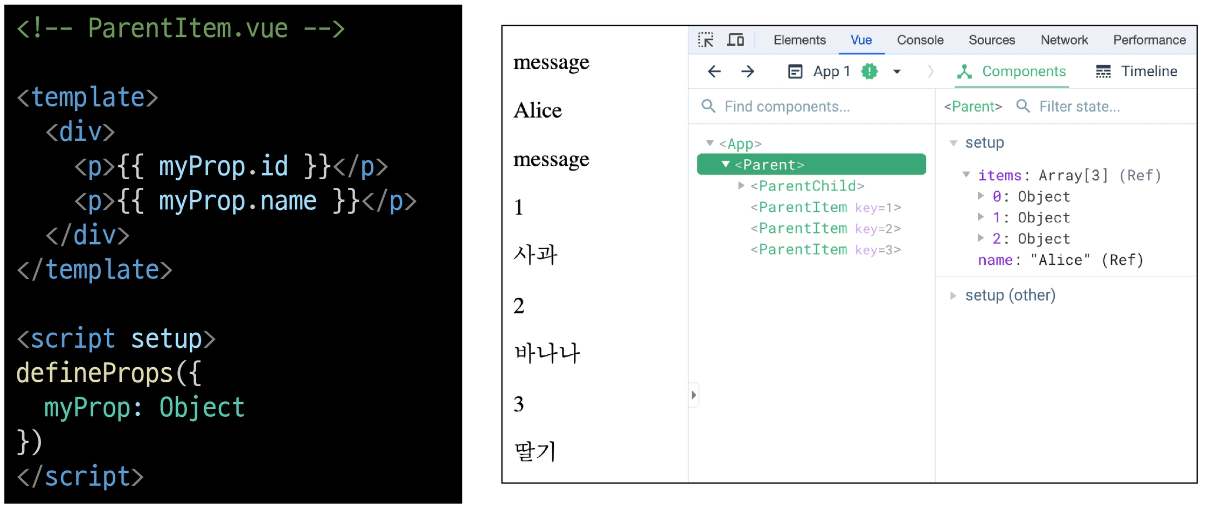 <!-- ParentItem.vue -->
<template>
  <div>
    <p>{{ myProp.id }}</p>
    <p>{{ myProp.name }}</p>
  </div>
</template>
<script setup>
defineProps({
  myProp: Object
})
</script>
message
Alice
message
1
사과
2
바나나
3
딸기
Elements Vue Console Sources Network Performance
App 1 Components Timeline
Find components...
<App>
<Parent>
<ParentChild>
<ParentItem key=1>
<ParentItem key=2>
<ParentItem key=3>
<Parent> Filter state...
setup
items: Array[3] (Ref)
0: Object
1: Object
2: Object
name: "Alice" (Ref)
setup (other)